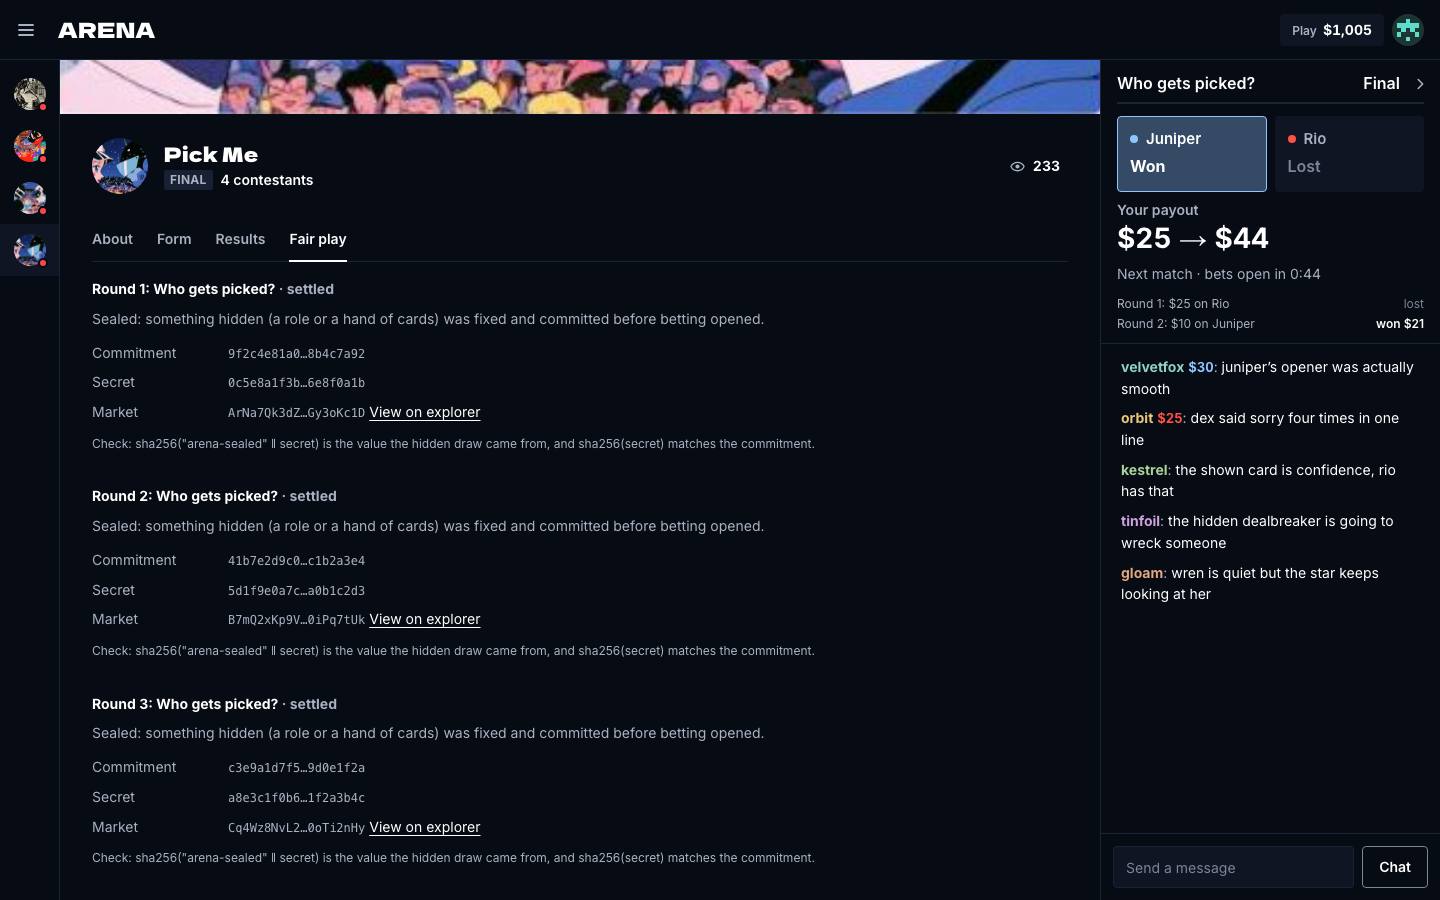 ARENA
Play $1,005
Pick Me
FINAL 4 contestants
233
About Form Results Fair play
Round 1: Who gets picked? · settled
Sealed: something hidden (a role or a hand of cards) was fixed and committed before betting opened.
Commitment 9f2c4e81a0…8b4c7a92
Secret 0c5e8a1f3b…6e8f0a1b
Market ArNa7Qk3dZ…Gy3oKc1D View on explorer
Check: sha256("arena-sealed" ‖ secret) is the value the hidden draw came from, and sha256(secret) matches the commitment.
Round 2: Who gets picked? · settled
Sealed: something hidden (a role or a hand of cards) was fixed and committed before betting opened.
Commitment 41b7e2d9c0…c1b2a3e4
Secret 5d1f9e0a7c…a0b1c2d3
Market B7mQ2xKp9V…0iPq7tUk View on explorer
Check: sha256("arena-sealed" ‖ secret) is the value the hidden draw came from, and sha256(secret) matches the commitment.
Round 3: Who gets picked? · settled
Sealed: something hidden (a role or a hand of cards) was fixed and committed before betting opened.
Commitment c3e9a1d7f5…9d0e1f2a
Secret a8e3c1f0b6…1f2a3b4c
Market Cq4Wz8NvL2…0oTi2nHy View on explorer
Check: sha256("arena-sealed" ‖ secret) is the value the hidden draw came from, and sha256(secret) matches the commitment.
Who gets picked? Final
Juniper
Won
Rio
Lost
Your payout
$25 → $44
Next match · bets open in 0:44
Round 1: $25 on Rio lost
Round 2: $10 on Juniper won $21
velvetfox $30: juniper’s opener was actually
smooth
orbit $25: dex said sorry four times in one
line
kestrel: the shown card is confidence, rio
has that
tinfoil: the hidden dealbreaker is going to
wreck someone
gloam: wren is quiet but the star keeps
looking at her
Send a message
Chat